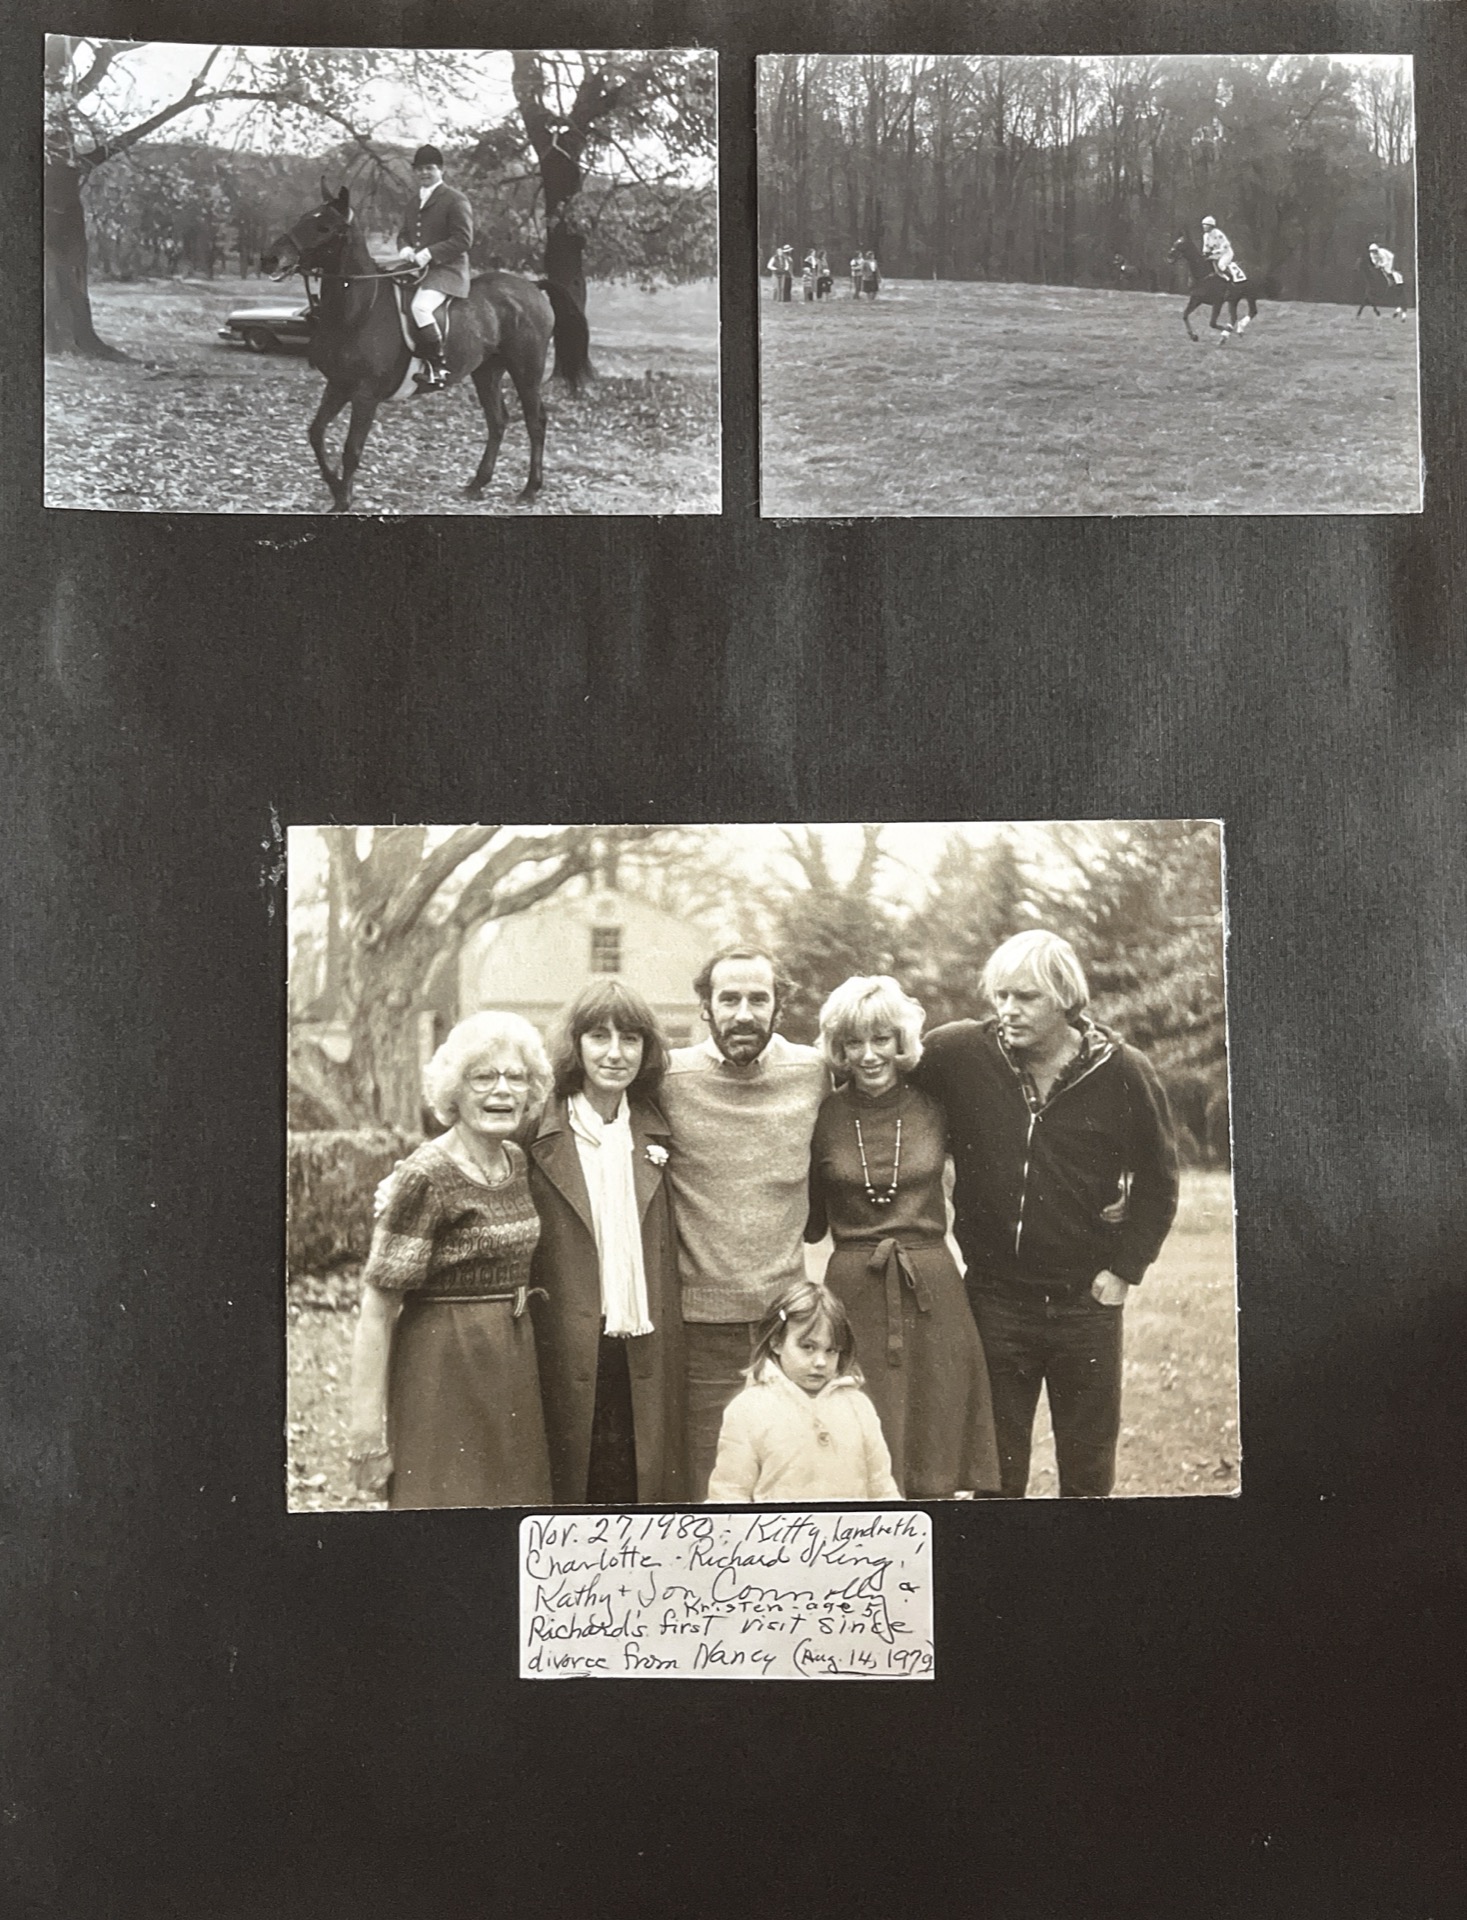 2
Nov. 27, 1980: Kitty Landreth.
Charlotte - Richard King,
Kathy + Jon Connolly &
Kristen - age 5
Richard's first visit since
divorce from Nancy (Aug. 14, 1979)